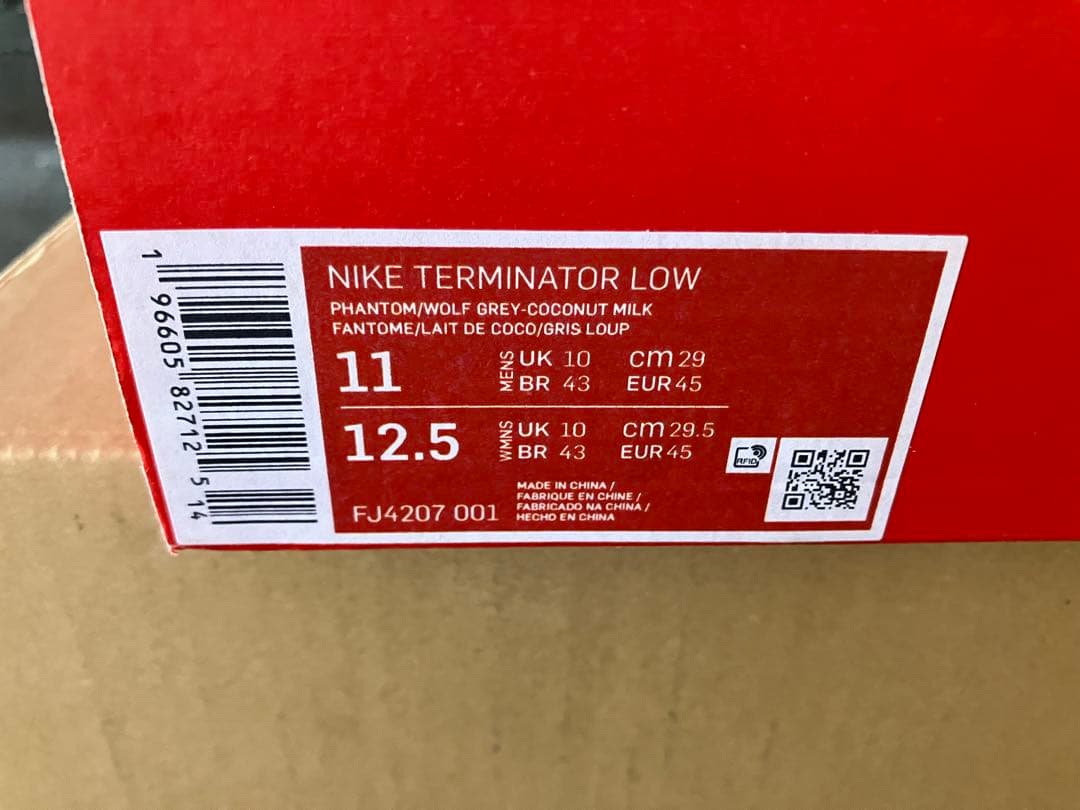 1 96605 82712 5 14
NIKE TERMINATOR LOW
PHANTOM/WOLF GREY-COCONUT MILK
FANTOME/LAIT DE COCO/GRIS LOUP
11 MENS UK 10 CM 29
BR 43 EUR 45
12.5 WMNS UK 10 CM 29.5
BR 43 EUR 45
RFID
MADE IN CHINA /
FABRIQUE EN CHINE /
FABRICADO NA CHINA /
HECHO EN CHINA
FJ4207 001